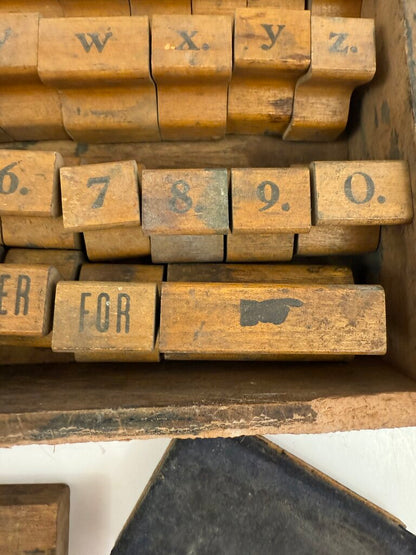 w x. y z.
6. 7 8. 9. 0.
ER FOR